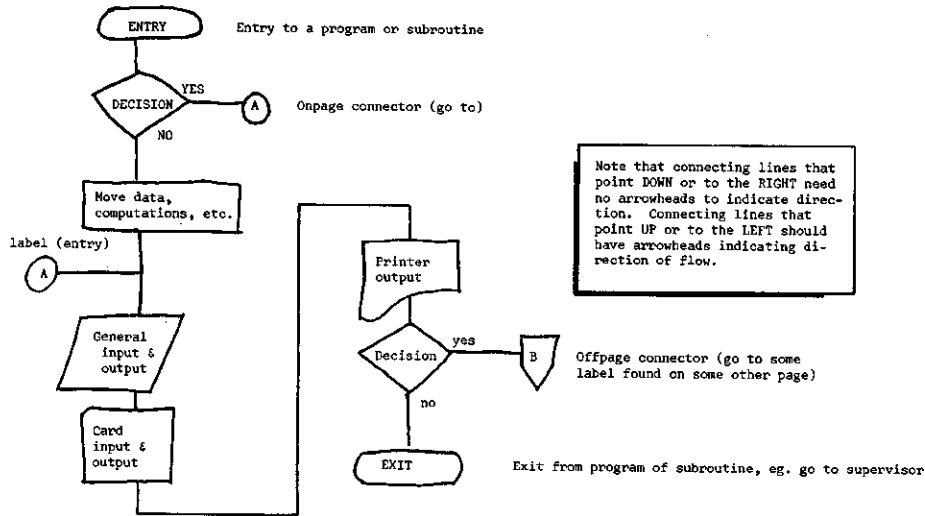 ENTRY
Entry to a program or subroutine
YES
DECISION
A
Onpage connector (go to)
NO
Move data,
computations, etc.
label (entry)
A
General
input &
output
Card
input &
output
Printer
output
Decision
yes
B
Offpage connector (go to some
label found on some other page)
no
EXIT
Exit from program of subroutine, eg. go to supervisor
Note that connecting lines that
point DOWN or to the RIGHT need
no arrowheads to indicate direc-
tion. Connecting lines that
point UP or to the LEFT should
have arrowheads indicating di-
rection of flow.